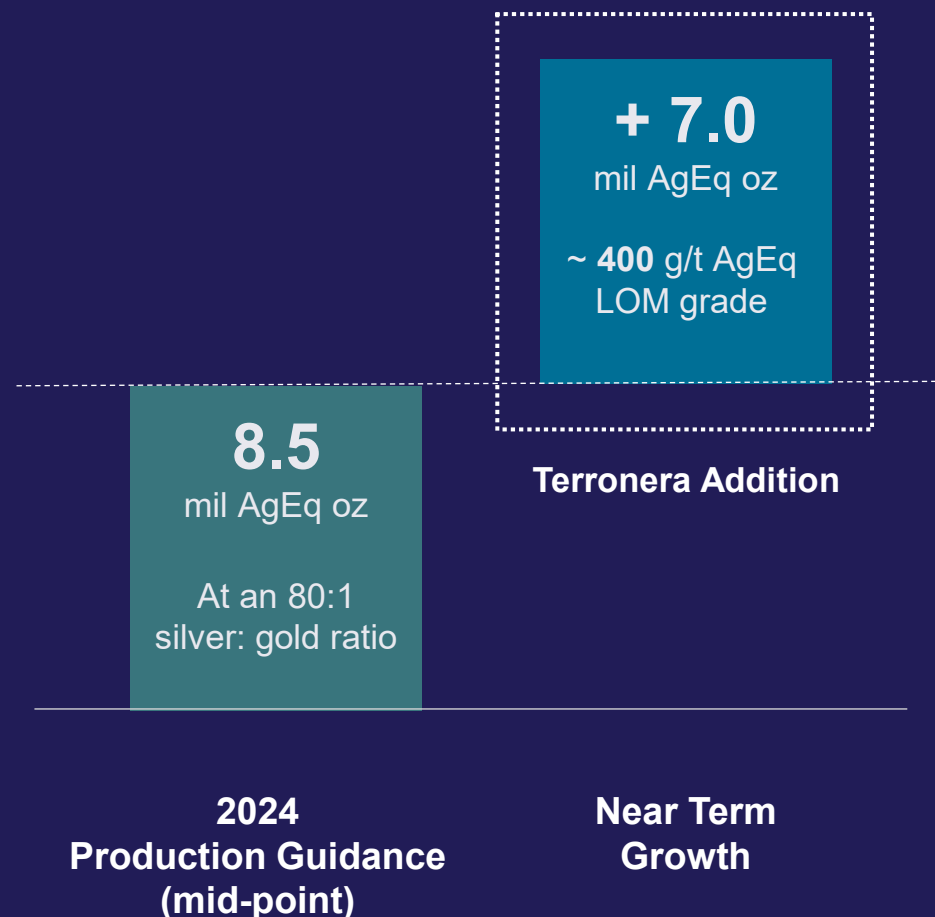 + 7.0
mil AgEq oz
~ 400 g/t AgEq
LOM grade
8.5
mil AgEq oz
At an 80:1
silver: gold ratio
Terronera Addition
2024
Production Guidance
(mid-point)
Near Term
Growth